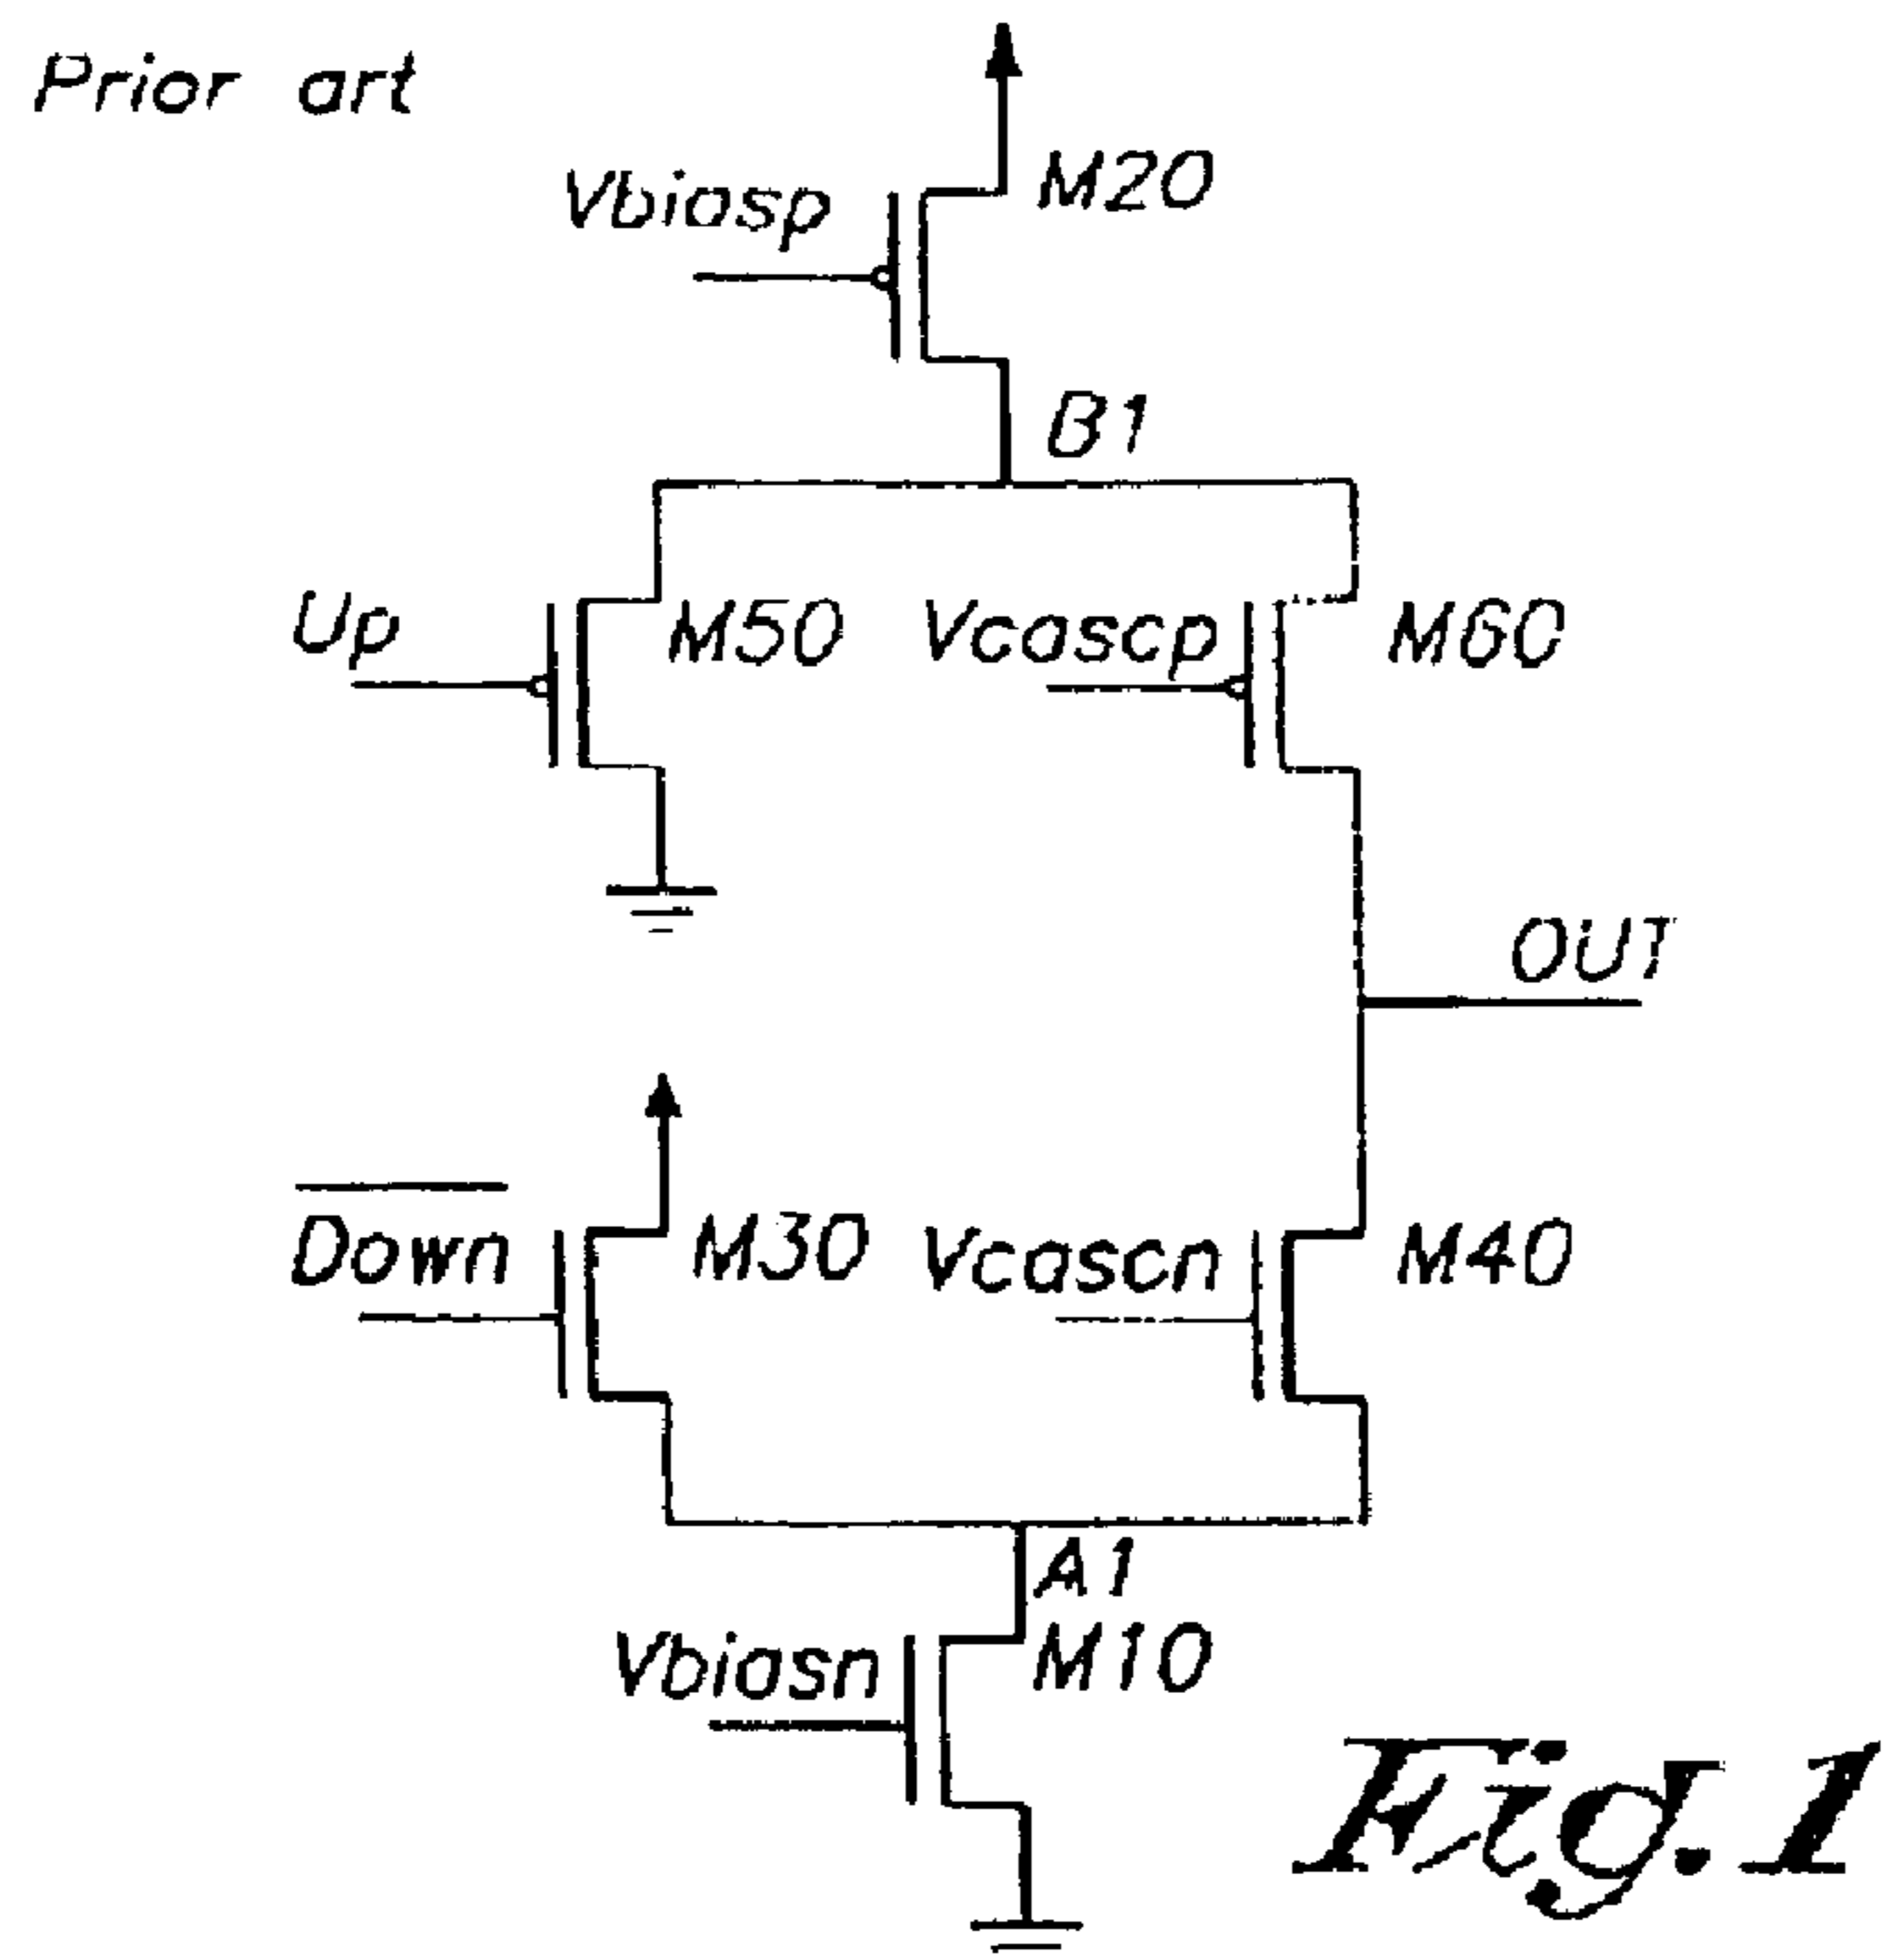 Prior art
Vbiasp
M20
B1
Up
M50
Vcascp
M60
OUT
Down
M30
Vcascn
M40
A1
Vbiasn
M10
Fig.1